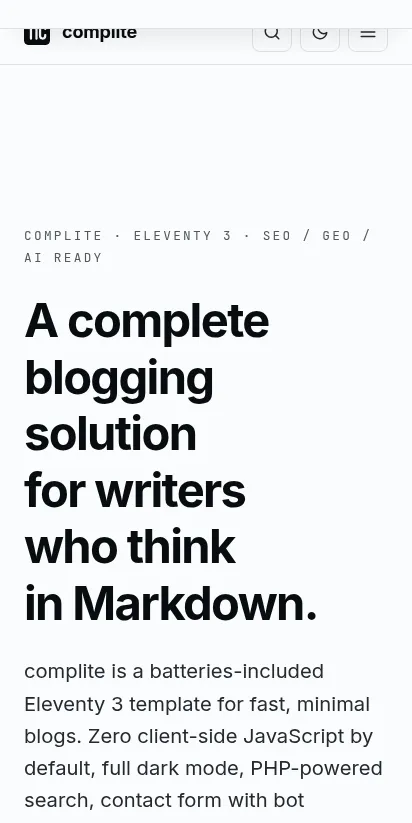 complite
COMPLITE · ELEVENTY 3 · SEO / GEO /
AI READY
A complete
blogging
solution
for writers
who think
in Markdown.
complite is a batteries-included
Eleventy 3 template for fast, minimal
blogs. Zero client-side JavaScript by
default, full dark mode, PHP-powered
search, contact form with bot